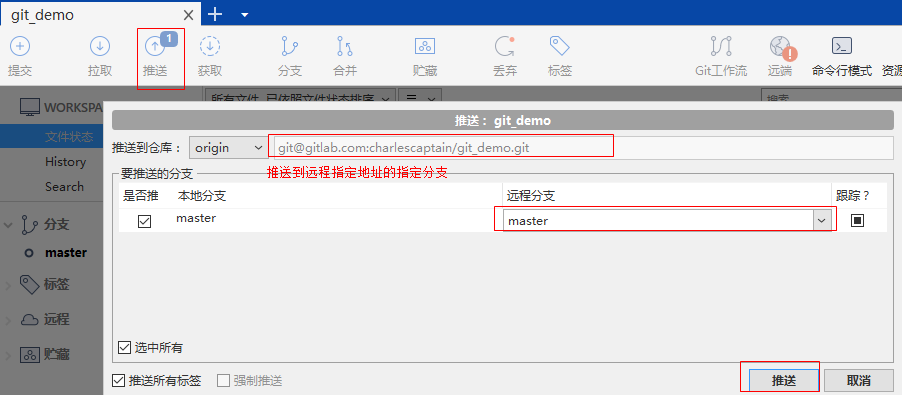 git_demo
1
提交 拉取 推送 获取 分支 合并 贮藏 丢弃 标签 Git工作流 远端 命令行模式 资源
WORKSPA 所有文件, 已依照文件状态排序 搜索
推送： git_demo
文件状态
推送到仓库： origin git@gitlab.com:charlescaptain/git_demo.git
History
要推送的分支 推送到远程指定地址的指定分支
Search
是否推 本地分支 远程分支 跟踪？
master master
分支
master
标签
远程
贮藏
选中所有
推送所有标签 强制推送 推送 取消